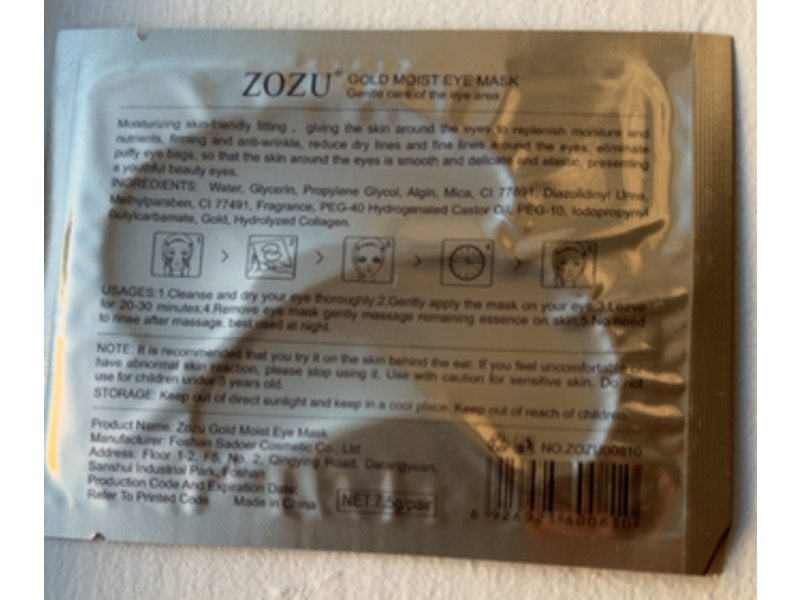 ZOZU® GOLD MOIST EYE MASK
Gentle care of the eye area
Moisturizing skin-friendly fitting , giving the skin around the eyes to replenish moisture and
nutrients, firming and anti-wrinkle, reduce dry lines and fine lines around the eyes, eliminate
puffy eye bags, so that the skin around the eyes is smooth and delicate and elastic, presenting
a youthful beauty eyes.
INGREDIENTS: Water, Glycerin, Propylene Glycol, Algin, Mica, CI 77891, Diazolidinyl Urea,
Methylparaben, CI 77491, Fragrance, PEG-40 Hydrogenated Castor Oil, PEG-10, Iodopropynyl
Butylcarbamate, Gold, Hydrolyzed Collagen.
1 > 2 > 3 > 4 > 5
USAGES:1.Cleanse and dry your eye thoroughly;2.Gently apply the mask on your eye;3.Leave
for 20-30 minutes;4.Remove eye mask gently massage remaining essence on skin;5.No need
to rinse after massage, best used at night.
NOTE: It is recommended that you try it on the skin behind the ear. If you feel uncomfortable or
have abnormal skin reaction, please stop using it. Use with caution for sensitive skin. Do not
use for children under 3 years old.
STORAGE: Keep out of direct sunlight and keep in a cool place. Keep out of reach of children.
Product Name: Zozu Gold Moist Eye Mask
Manufacturer: Foshan Sadoer Cosmetic Co., Ltd
Address: Floor 1-2, F5, No. 2, Qingying Road, Datangyuan,
Sanshui Industrial Park, Foshan
Production Code And Expiration Date:
Refer To Printed Code Made in China NET:7.5g/pair
NO.ZOZU00810
6 926923 600810